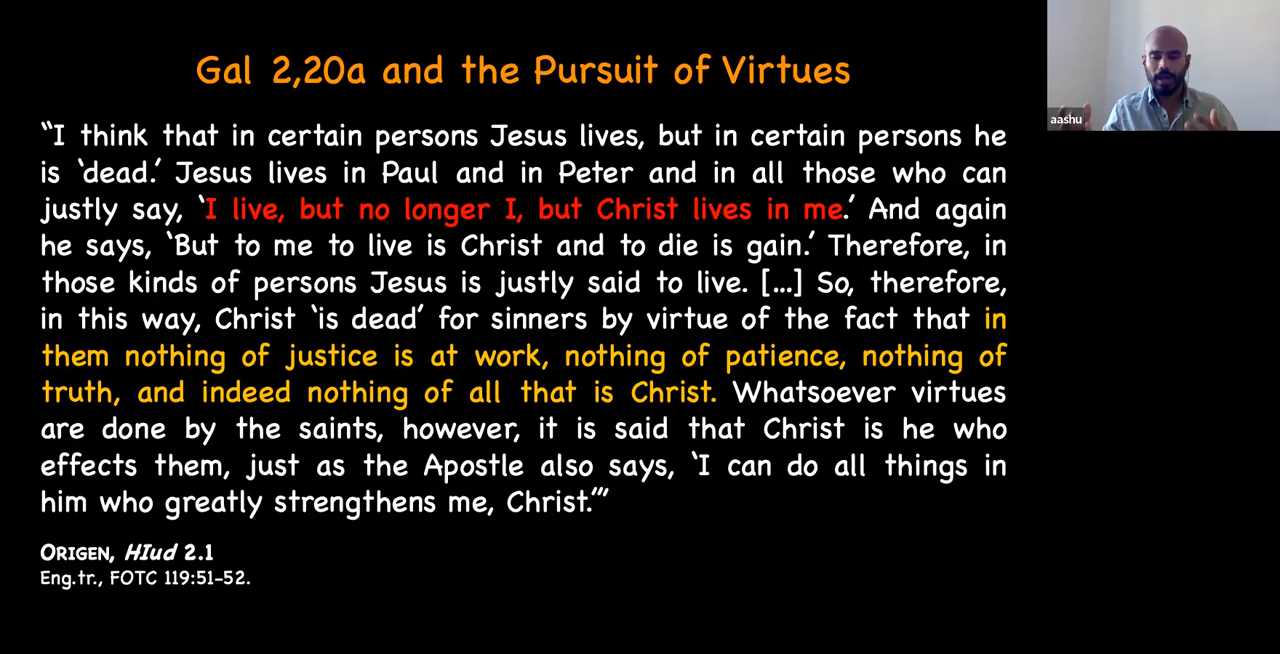 Gal 2,20a and the Pursuit of Virtues
“I think that in certain persons Jesus lives, but in certain persons he
is ‘dead.’ Jesus lives in Paul and in Peter and in all those who can
justly say, ‘I live, but no longer I, but Christ lives in me.’ And again
he says, ‘But to me to live is Christ and to die is gain.’ Therefore, in
those kinds of persons Jesus is justly said to live. [...] So, therefore,
in this way, Christ ‘is dead’ for sinners by virtue of the fact that in
them nothing of justice is at work, nothing of patience, nothing of
truth, and indeed nothing of all that is Christ. Whatsoever virtues
are done by the saints, however, it is said that Christ is he who
effects them, just as the Apostle also says, ‘I can do all things in
him who greatly strengthens me, Christ.’”
ORIGEN, HIud 2.1
Eng.tr., FOTC 119:51-52.
aashu